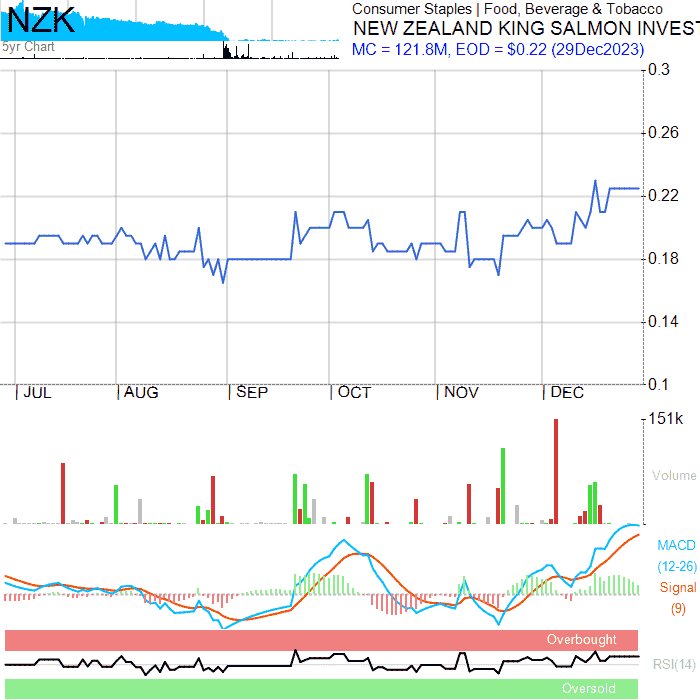 NZK
5yr Chart
Consumer Staples | Food, Beverage & Tobacco
NEW ZEALAND KING SALMON INVEST
MC = 121.8M, EOD = $0.22 (29Dec2023)
0.3
0.26
0.22
0.18
0.14
0.1
JUL AUG SEP OCT NOV DEC
151k
Volume
MACD
(12-26)
Signal
(9)
Overbought
RSI(14)
Oversold